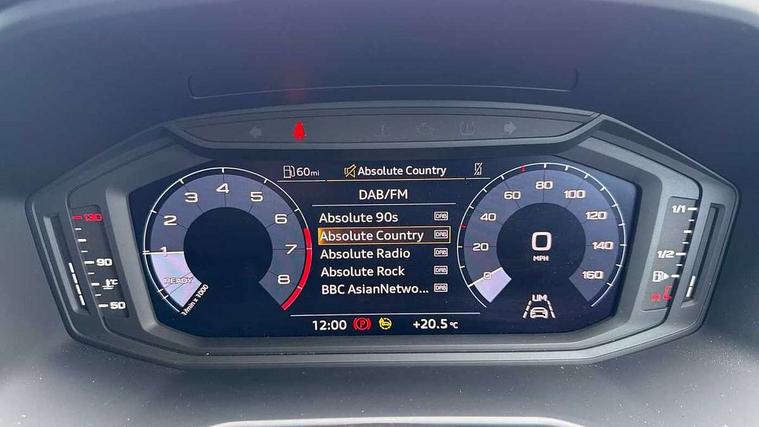 60mi Absolute Country
DAB/FM
Absolute 90s DAB
Absolute Country DAB
Absolute Radio DAB
Absolute Rock DAB
BBC AsianNetwo... DAB
12:00 P +20.5°C
1 2 3 4 5 6 7 8
READY
1/min x 1000
0 20 40 60 80 100 120 140 160
0
MPH
LIM
130
90
°C
50
1/1
1/2